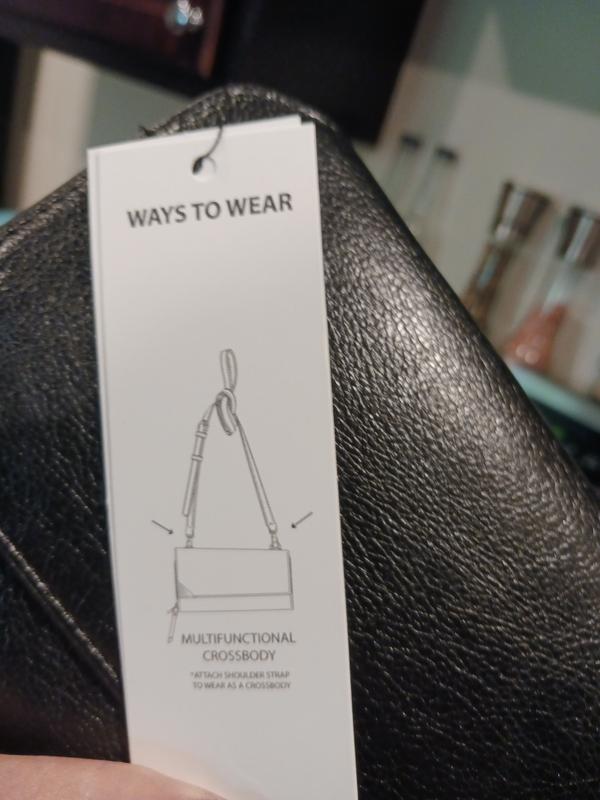 WAYS TO WEAR
MULTIFUNCTIONAL
CROSSBODY
*ATTACH SHOULDER STRAP
TO WEAR AS A CROSSBODY